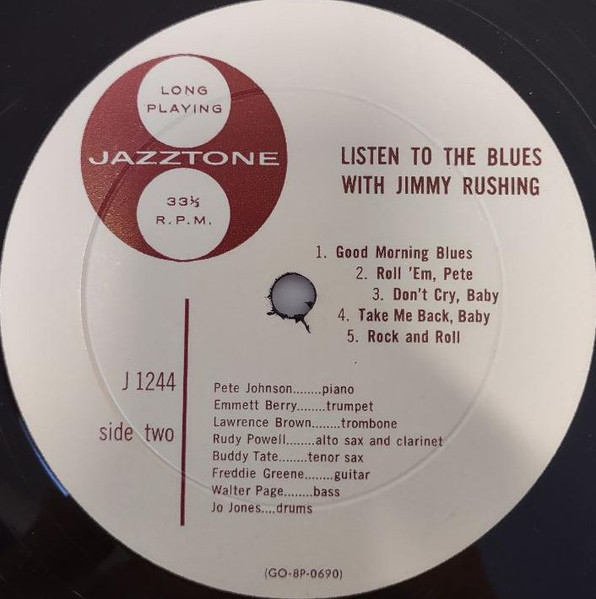 LONG
PLAYING
JAZZTONE
33⅓
R.P.M.
LISTEN TO THE BLUES
WITH JIMMY RUSHING
1. Good Morning Blues
2. Roll 'Em, Pete
3. Don't Cry, Baby
4. Take Me Back, Baby
5. Rock and Roll
J 1244
side two
Pete Johnson........piano
Emmett Berry........trumpet
Lawrence Brown........trombone
Rudy Powell.......alto sax and clarinet
Buddy Tate.......tenor sax
Freddie Greene.......guitar
Walter Page........bass
Jo Jones....drums
(GO-8P-0690)